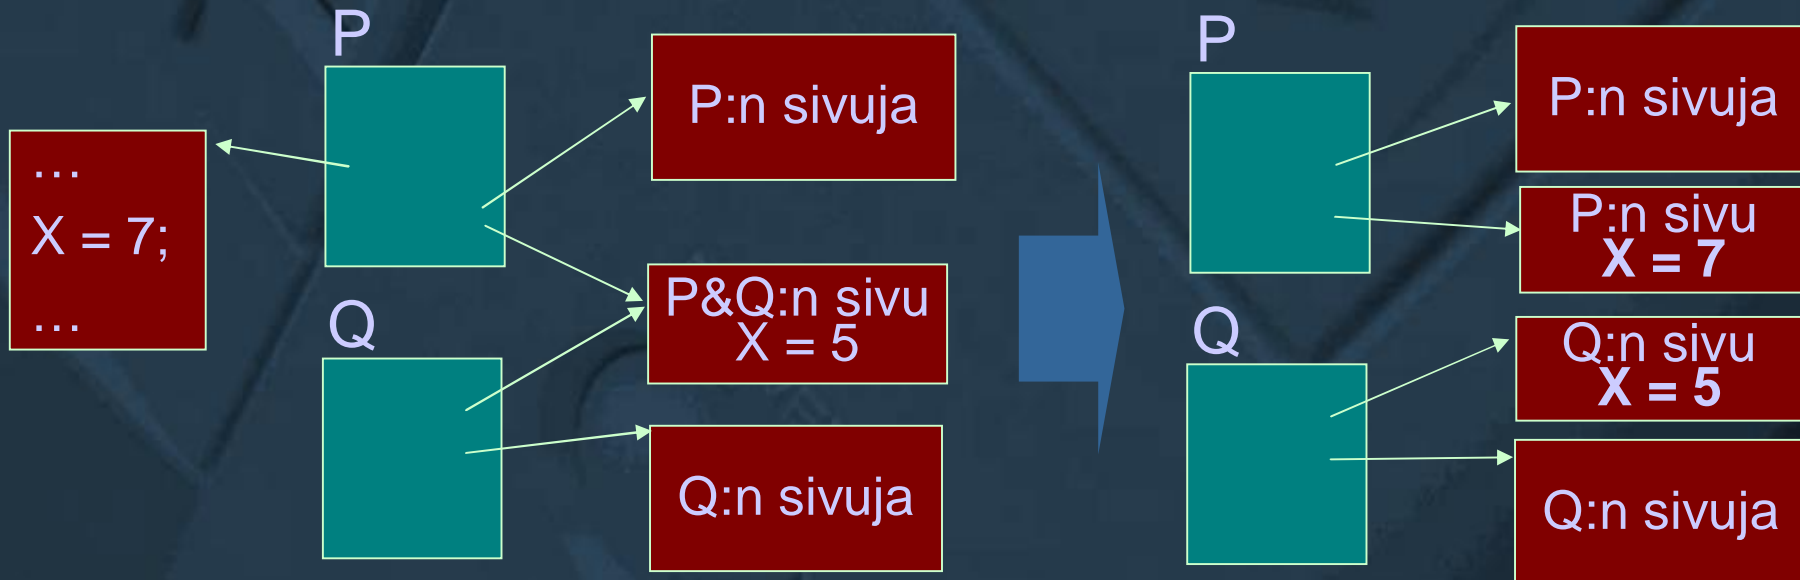 P
P:n sivuja
…
X = 7;
…
P&Q:n sivu
X = 5
Q
Q:n sivuja
P
P:n sivuja
P:n sivu
X = 7
Q
Q:n sivu
X = 5
Q:n sivuja